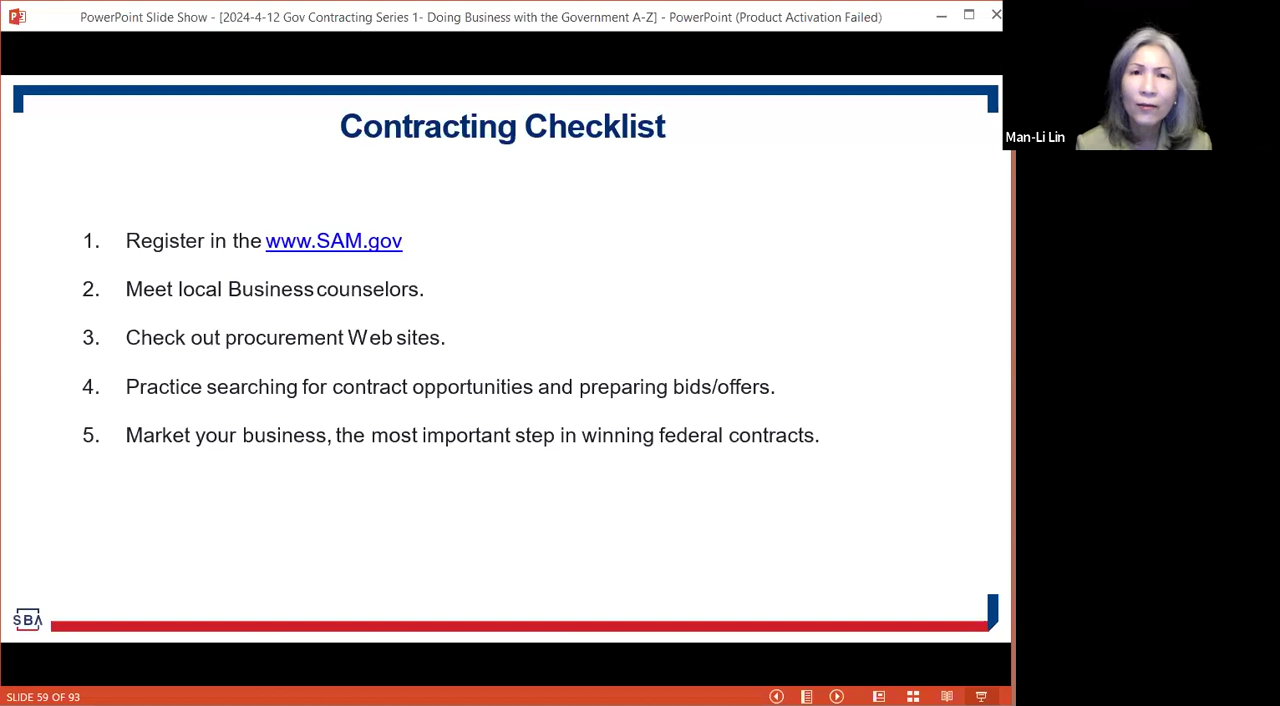 PowerPoint Slide Show - [2024-4-12 Gov Contracting Series 1- Doing Business with the Government A-Z] - PowerPoint (Product Activation Failed)
Man-Li Lin
Contracting Checklist
1. Register in the www.SAM.gov
2. Meet local Business counselors.
3. Check out procurement Web sites.
4. Practice searching for contract opportunities and preparing bids/offers.
5. Market your business, the most important step in winning federal contracts.
SBA
SLIDE 59 OF 93